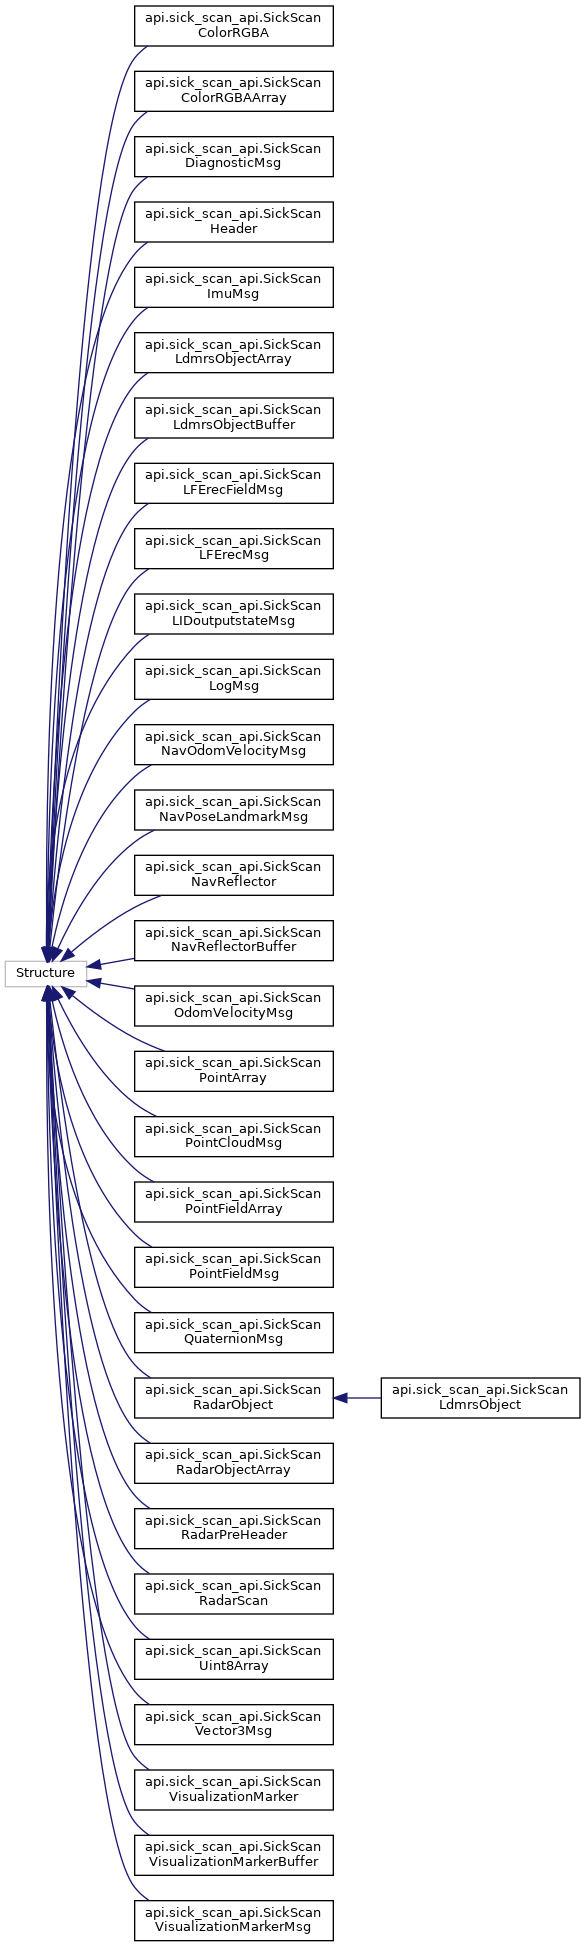 api.sick_scan_api.SickScan
ColorRGBA
api.sick_scan_api.SickScan
ColorRGBAArray
api.sick_scan_api.SickScan
DiagnosticMsg
api.sick_scan_api.SickScan
Header
api.sick_scan_api.SickScan
ImuMsg
api.sick_scan_api.SickScan
LdmrsObjectArray
api.sick_scan_api.SickScan
LdmrsObjectBuffer
api.sick_scan_api.SickScan
LFErecFieldMsg
api.sick_scan_api.SickScan
LFErecMsg
api.sick_scan_api.SickScan
LIDoutputstateMsg
api.sick_scan_api.SickScan
LogMsg
api.sick_scan_api.SickScan
NavOdomVelocityMsg
api.sick_scan_api.SickScan
NavPoseLandmarkMsg
api.sick_scan_api.SickScan
NavReflector
api.sick_scan_api.SickScan
NavReflectorBuffer
Structure
api.sick_scan_api.SickScan
OdomVelocityMsg
api.sick_scan_api.SickScan
PointArray
api.sick_scan_api.SickScan
PointCloudMsg
api.sick_scan_api.SickScan
PointFieldArray
api.sick_scan_api.SickScan
PointFieldMsg
api.sick_scan_api.SickScan
QuaternionMsg
api.sick_scan_api.SickScan
RadarObject
api.sick_scan_api.SickScan
LdmrsObject
api.sick_scan_api.SickScan
RadarObjectArray
api.sick_scan_api.SickScan
RadarPreHeader
api.sick_scan_api.SickScan
RadarScan
api.sick_scan_api.SickScan
Uint8Array
api.sick_scan_api.SickScan
Vector3Msg
api.sick_scan_api.SickScan
VisualizationMarker
api.sick_scan_api.SickScan
VisualizationMarkerBuffer
api.sick_scan_api.SickScan
VisualizationMarkerMsg